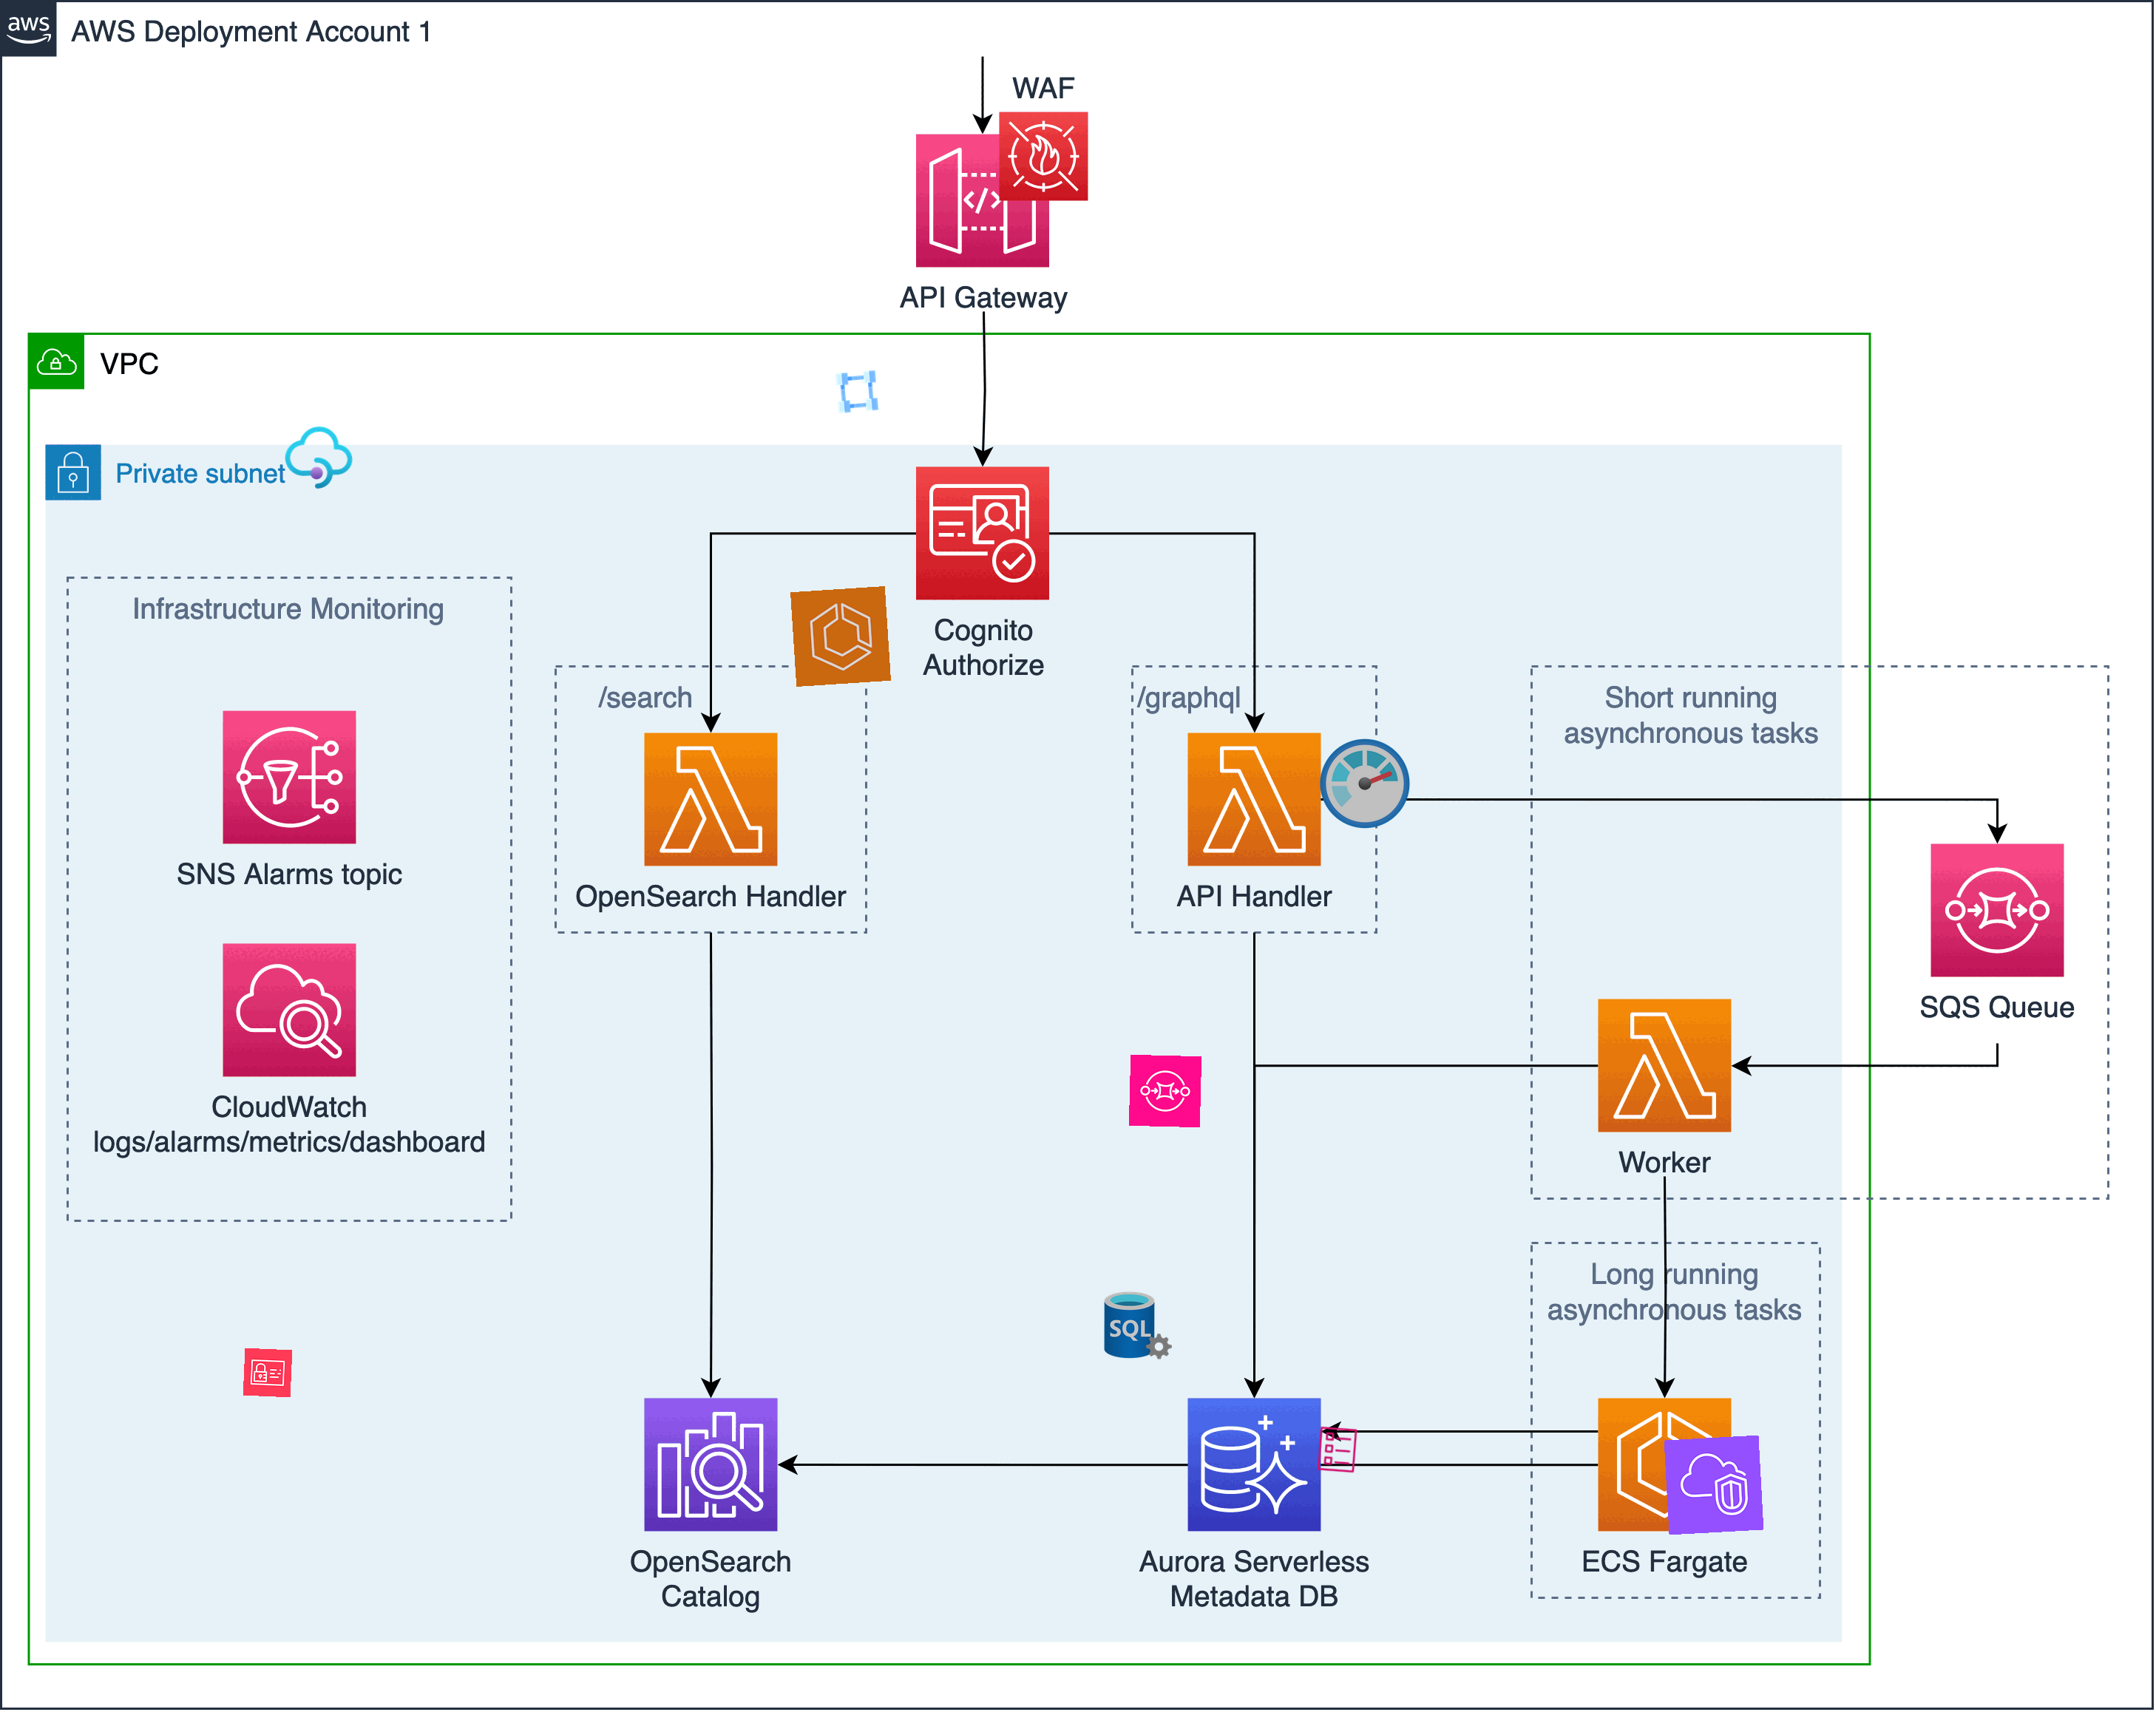 aws
AWS Deployment Account 1
WAF
API Gateway
VPC
Private subnet
Cognito
Authorize
Infrastructure Monitoring
/search
/graphql
Short running
asynchronous tasks
SNS Alarms topic
OpenSearch Handler
API Handler
SQS Queue
CloudWatch
logs/alarms/metrics/dashboard
Worker
Long running
asynchronous tasks
SQL
OpenSearch
Catalog
Aurora Serverless
Metadata DB
ECS Fargate